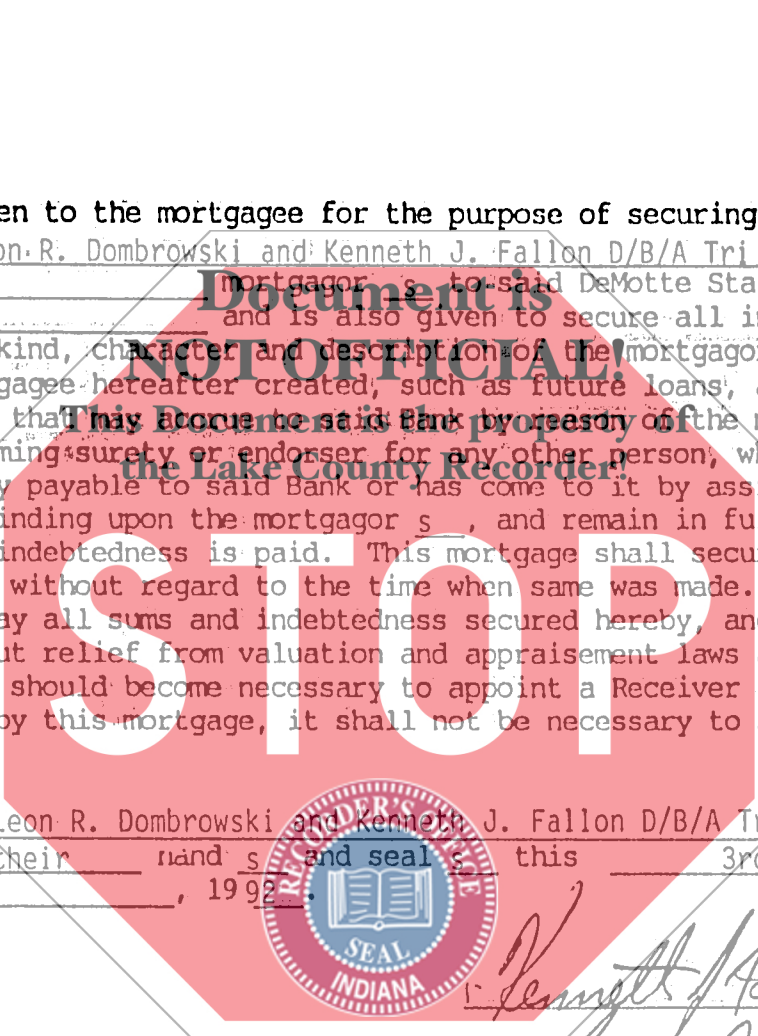 en to the mortgagee for the purpose of securing
on R. Dombrowski and Kenneth J. Fallon D/B/A Tri
mortgagor s to said DeMotte Sta
and is also given to secure all i
kind, character and description of the mortgagor
gagee hereafter created, such as future loans,
that may accrue to said Bank by reason of the
ming surety or endorser for any other person, w
y payable to said Bank or has come to it by ass
inding upon the mortgagor s , and remain in fu
indebtedness is paid. This mortgage shall secu
without regard to the time when same was made.
ay all sums and indebtedness secured hereby, an
ut relief from valuation and appraisement laws
should become necessary to appoint a Receiver
by this mortgage, it shall not be necessary to
Leon R. Dombrowski and Kenneth J. Fallon D/B/A Tr
their hand s and seal s this 3rd
, 1992 .
Kenneth J
Document is
NOT OFFICIAL!
This Document is the property of
the Lake County Recorder!
STOP
RECORDER'S OFFICE
SEAL
INDIANA